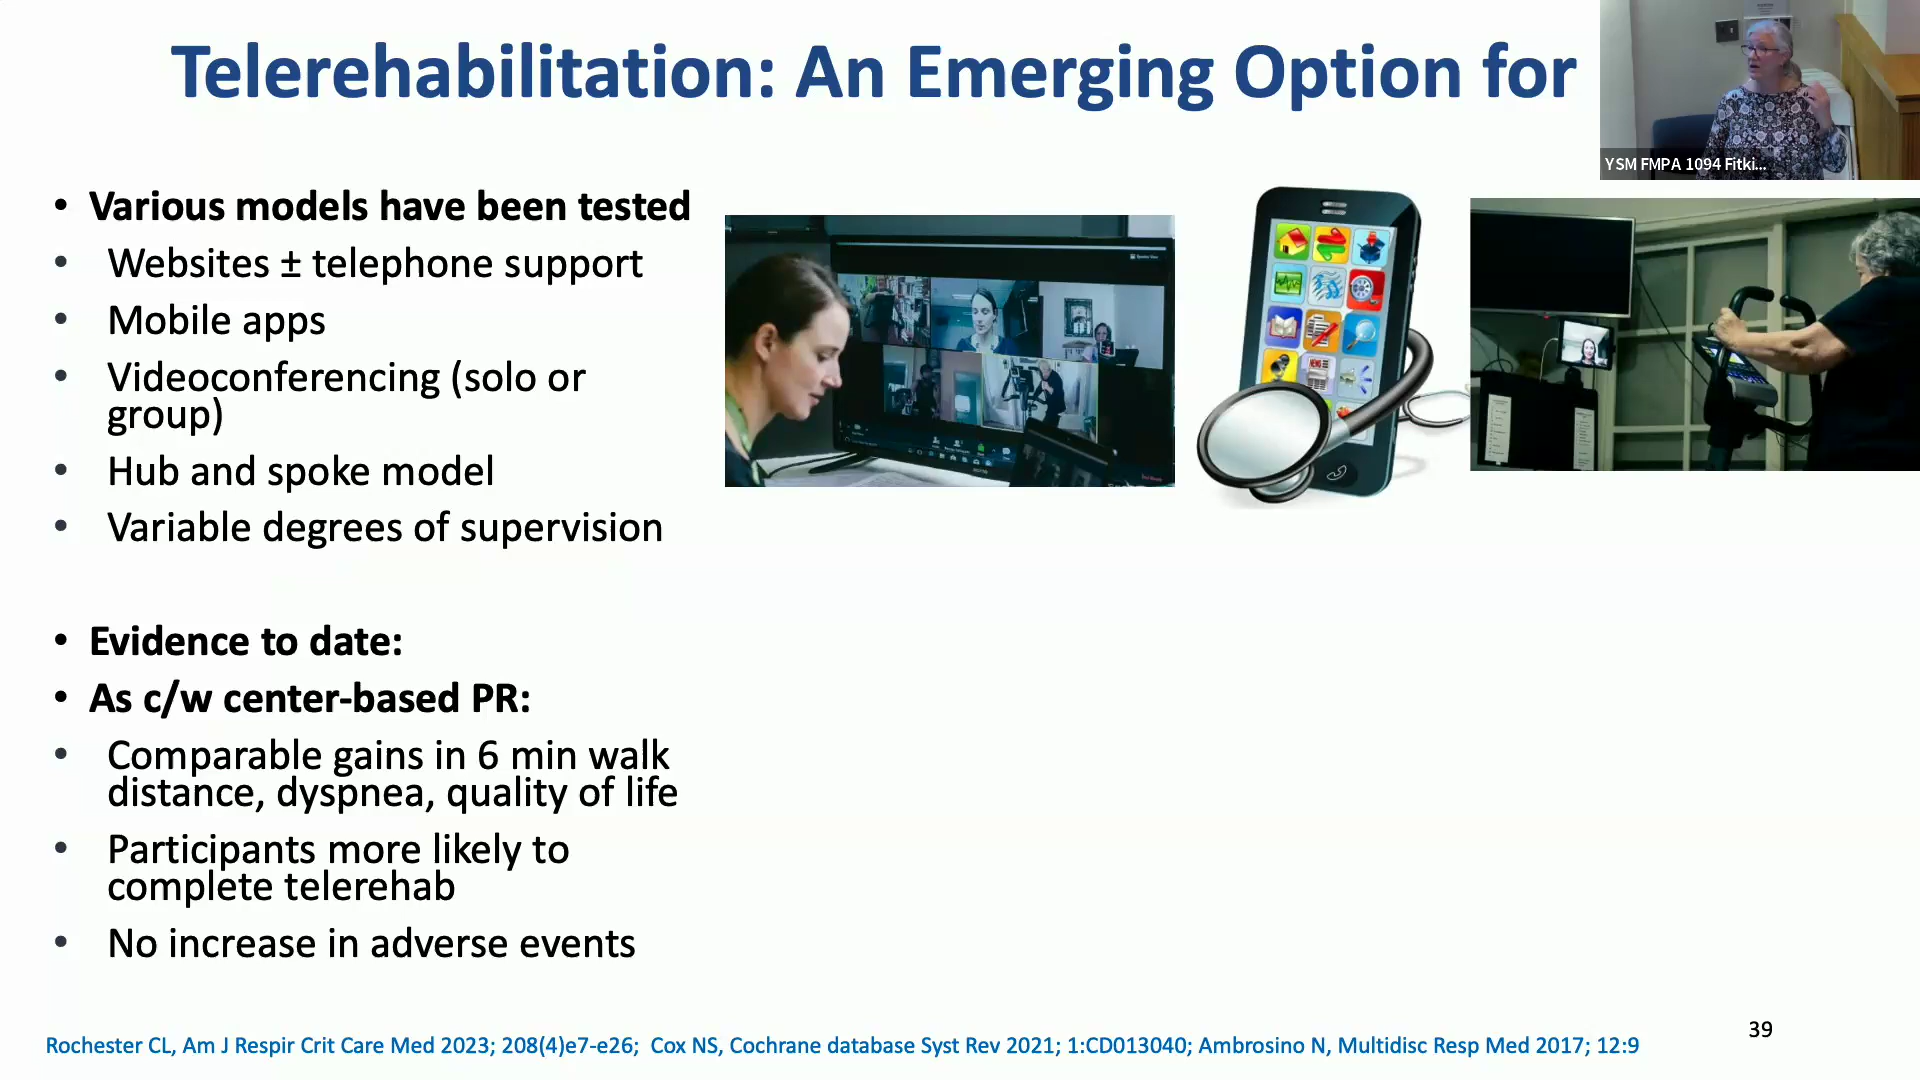 Telerehabilitation: An Emerging Option for
YSM FMPA 1094 Fitki...
• Various models have been tested
• Websites ± telephone support
• Mobile apps
• Videoconferencing (solo or
group)
• Hub and spoke model
• Variable degrees of supervision
• Evidence to date:
• As c/w center-based PR:
• Comparable gains in 6 min walk
distance, dyspnea, quality of life
• Participants more likely to
complete telerehab
• No increase in adverse events
39
Rochester CL, Am J Respir Crit Care Med 2023; 208(4)e7-e26; Cox NS, Cochrane database Syst Rev 2021; 1:CD013040; Ambrosino N, Multidisc Resp Med 2017; 12:9